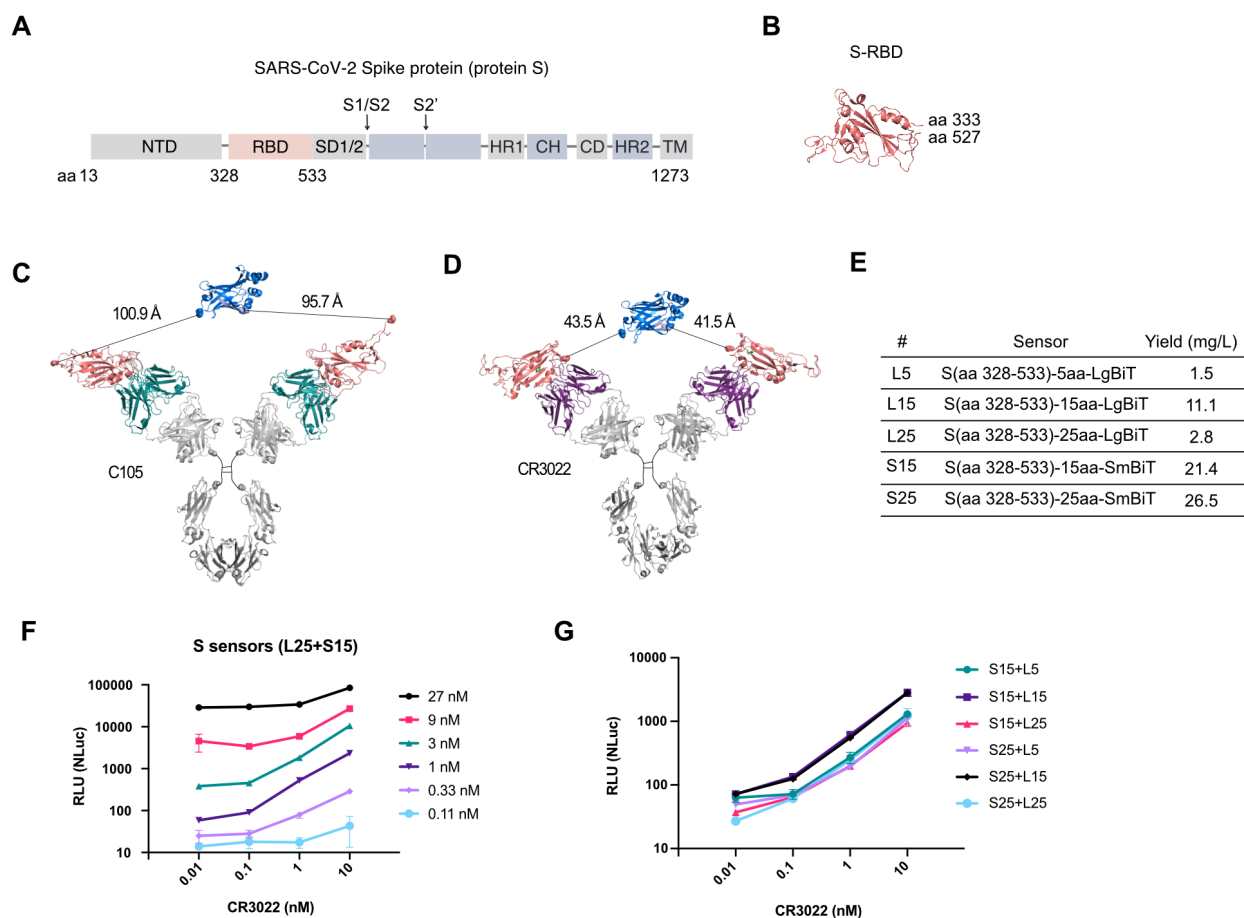 A
SARS-CoV-2 Spike protein (protein S)
S1/S2 S2'
NTD RBD SD1/2 HR1 CH CD HR2 TM
aa 13 328 533 1273
B
S-RBD
aa 333
aa 527
C
100.9 Å 95.7 Å
C105
D
43.5 Å 41.5 Å
CR3022
E
# Sensor Yield (mg/L)
L5 S(aa 328-533)-5aa-LgBiT 1.5
L15 S(aa 328-533)-15aa-LgBiT 11.1
L25 S(aa 328-533)-25aa-LgBiT 2.8
S15 S(aa 328-533)-15aa-SmBiT 21.4
S25 S(aa 328-533)-25aa-SmBiT 26.5
F
S sensors (L25+S15)
RLU (NLuc)
100000
10000
1000
100
10
0.01 0.1 1 10
CR3022 (nM)
27 nM
9 nM
3 nM
1 nM
0.33 nM
0.11 nM
G
RLU (NLuc)
10000
1000
100
10
0.01 0.1 1 10
CR3022 (nM)
S15+L5
S15+L15
S15+L25
S25+L5
S25+L15
S25+L25